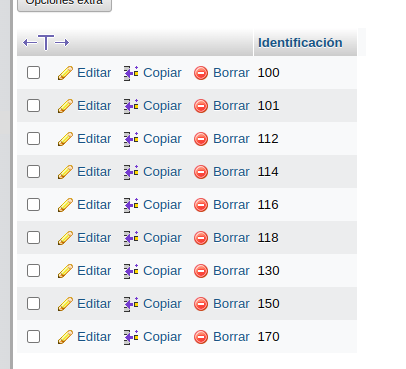 Opciones extra
Identificación
Editar Copiar Borrar 100
Editar Copiar Borrar 101
Editar Copiar Borrar 112
Editar Copiar Borrar 114
Editar Copiar Borrar 116
Editar Copiar Borrar 118
Editar Copiar Borrar 130
Editar Copiar Borrar 150
Editar Copiar Borrar 170